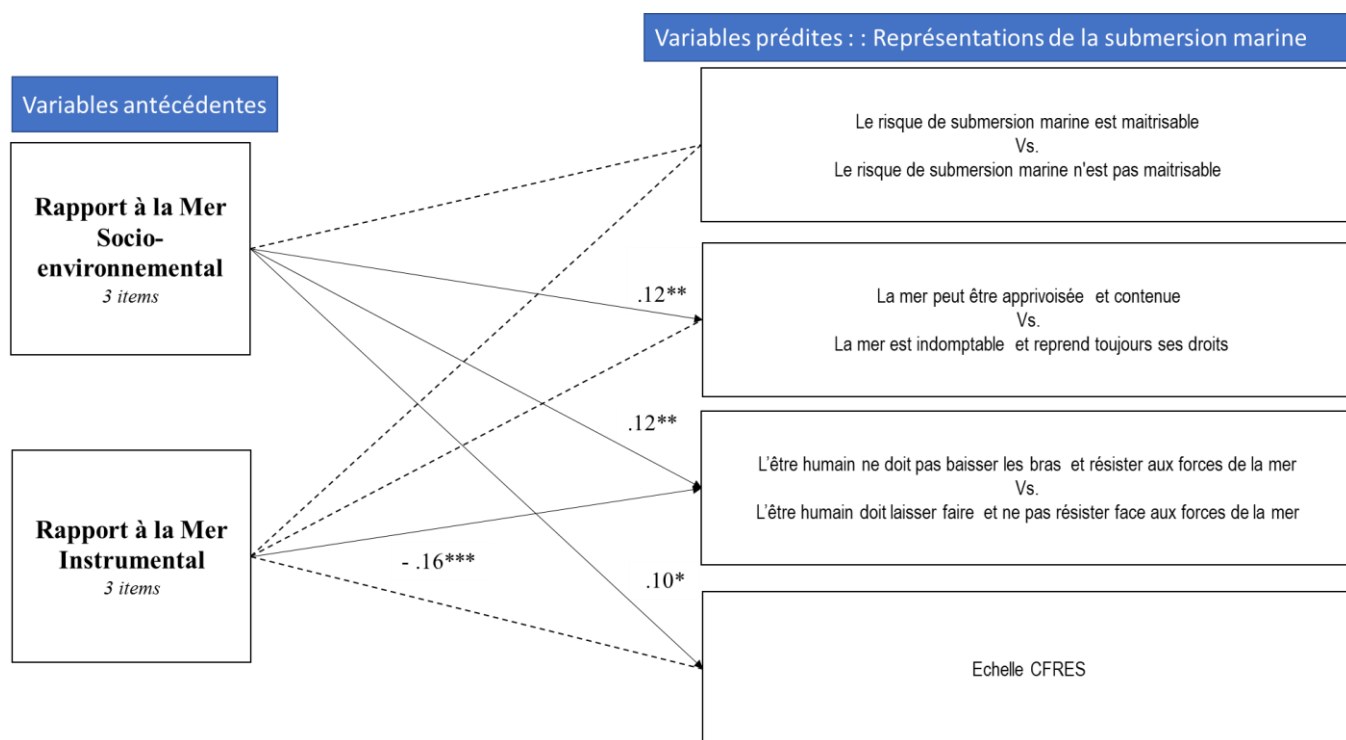 Variables prédites : : Représentations de la submersion marine
Variables antécédentes
Rapport à la Mer
Socio-
environnemental
3 items
Rapport à la Mer
Instrumental
3 items
.12**
.12**
- .16***
.10*
Le risque de submersion marine est maitrisable
Vs.
Le risque de submersion marine n'est pas maitrisable
La mer peut être apprivoisée et contenue
Vs.
La mer est indomptable et reprend toujours ses droits
L'être humain ne doit pas baisser les bras et résister aux forces de la mer
Vs.
L'être humain doit laisser faire et ne pas résister face aux forces de la mer
Echelle CFRES